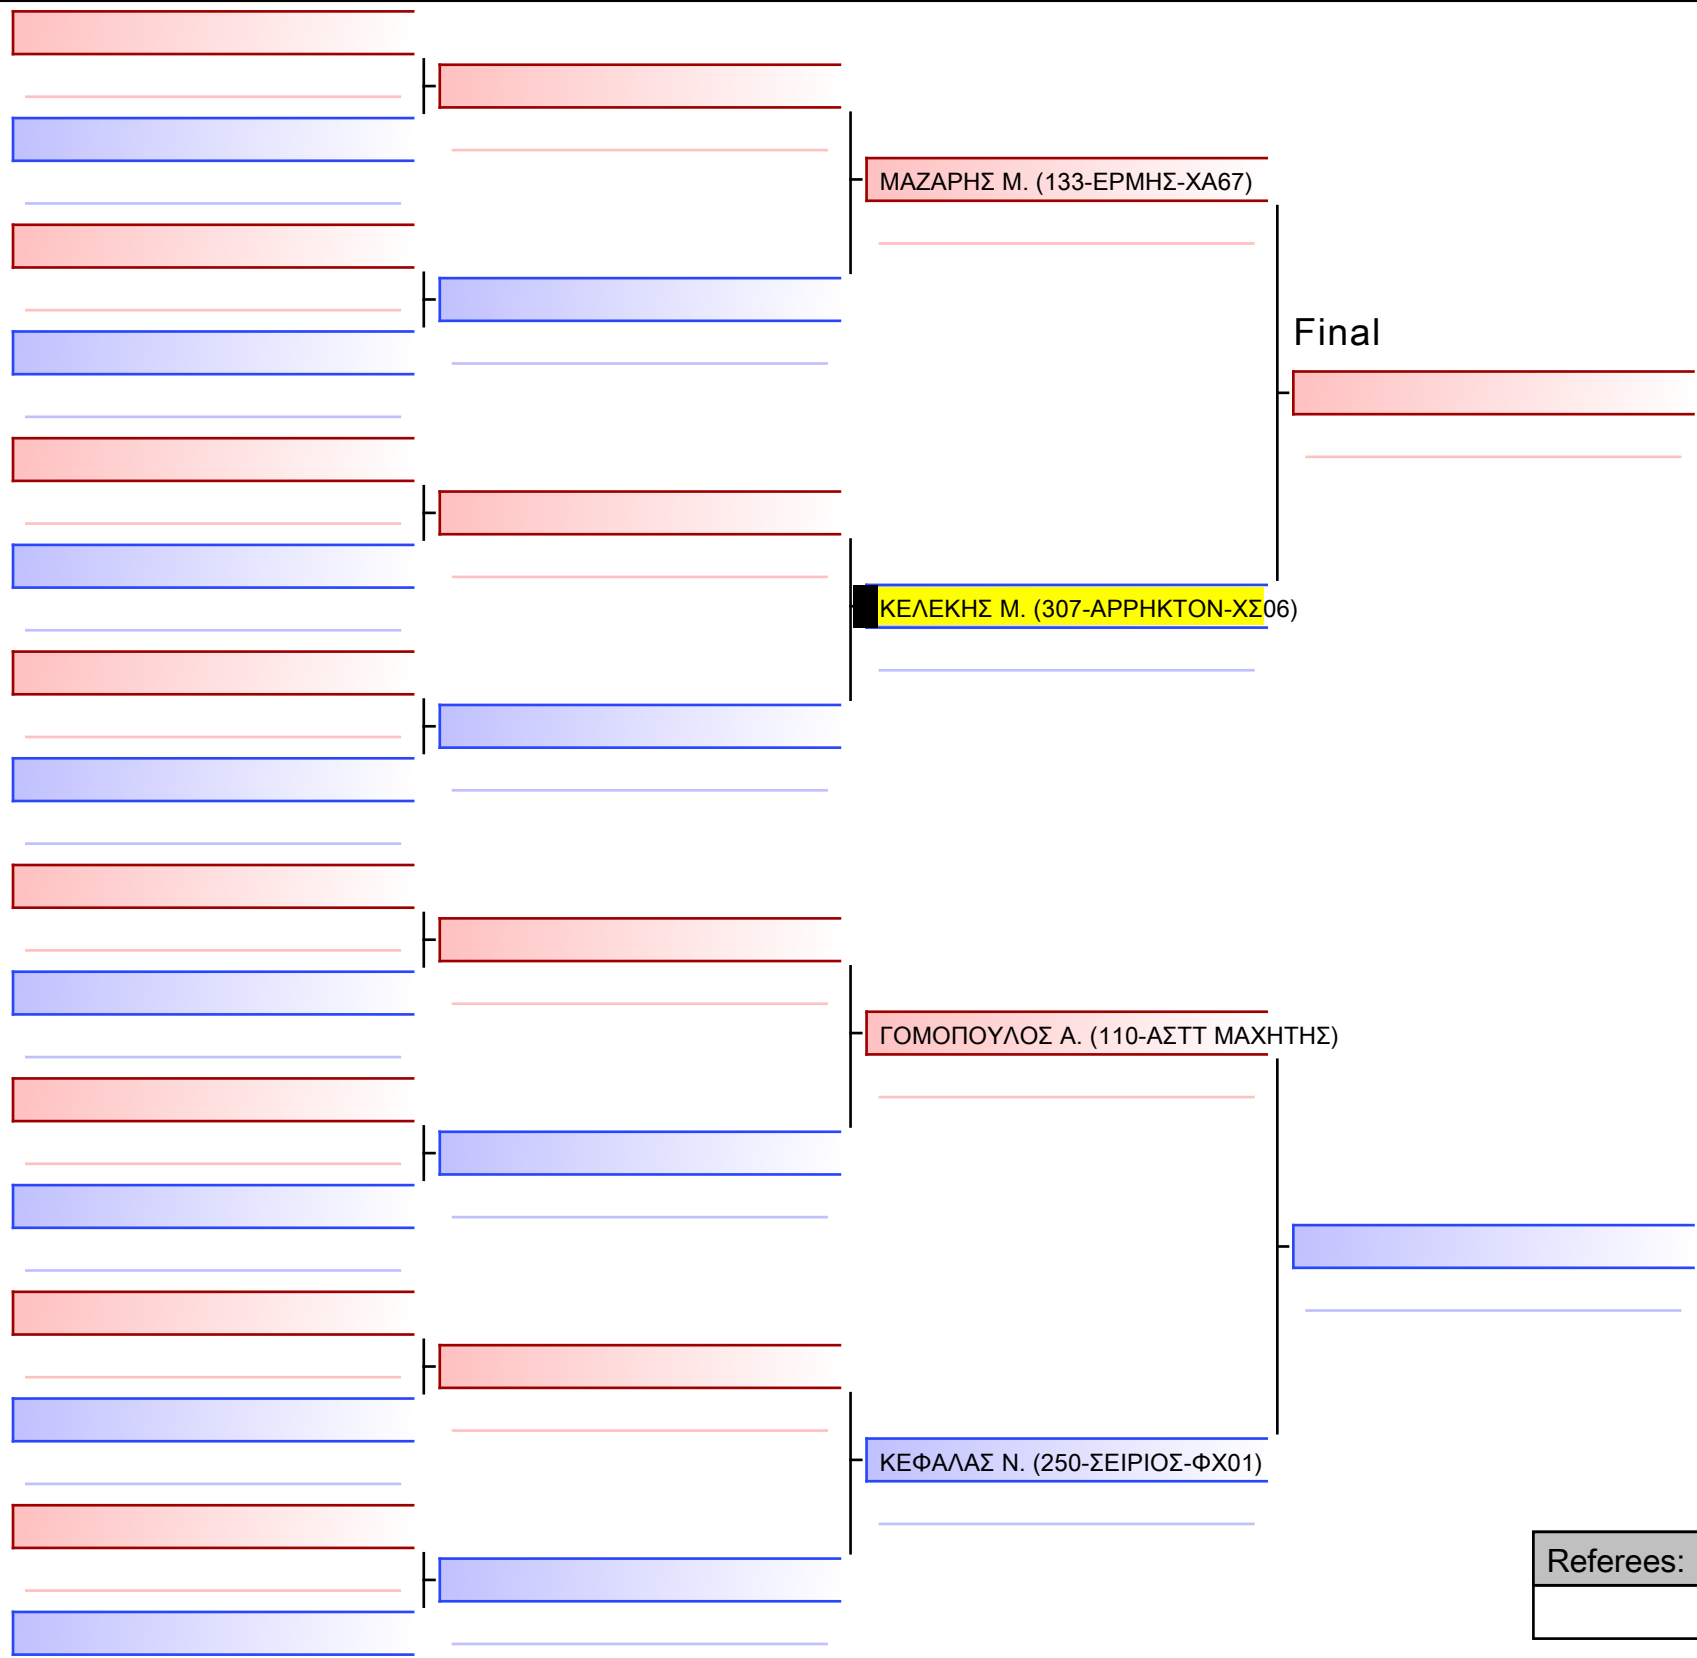 ΜΑΖΑΡΗΣ Μ. (133-ΕΡΜΗΣ-ΧΑ67)
Final
ΚΕΛΕΚΗΣ Μ. (307-ΑΡΡΗΚΤΟΝ-ΧΣ06)
ΓΟΜΟΠΟΥΛΟΣ Α. (110-ΑΣΤΤ ΜΑΧΗΤΗΣ)
ΚΕΦΑΛΑΣ Ν. (250-ΣΕΙΡΙΟΣ-ΦΧ01)
Referees: